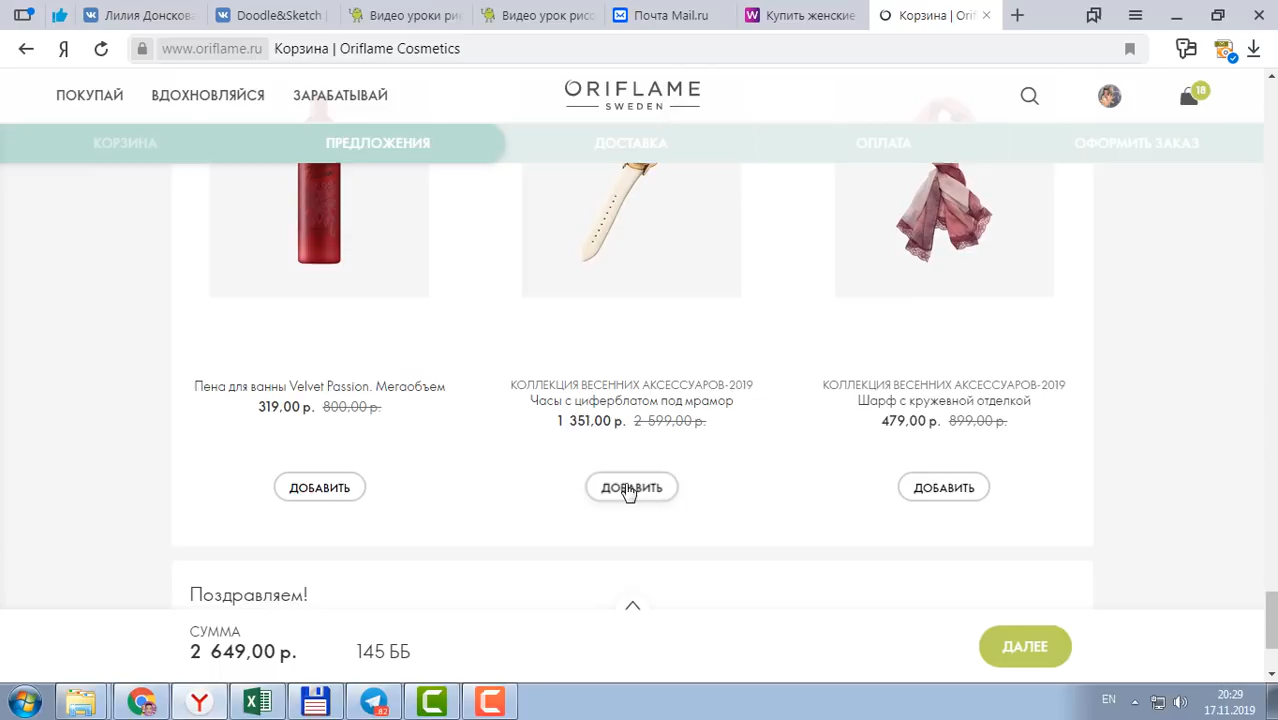 Лилия Донско
Doodle&Sketch
Видео уроки ри
Видео урок рисо
Почта Mail.ru
Купить женские
Корзина | Orif
www.oriflame.ru Корзина | Oriflame Cosmetics
ПОКУПАЙ ВДОХНОВЛЯЙСЯ ЗАРАБАТЫВАЙ
ORIFLAME
SWEDEN
18
КОРЗИНА ПРЕДЛОЖЕНИЯ ДОСТАВКА ОПЛАТА ОФОРМИТЬ ЗАКАЗ
Пена для ванны Velvet Passion. Мегаобъем
319,00 р. 800,00 р.
ДОБАВИТЬ
КОЛЛЕКЦИЯ ВЕСЕННИХ АКСЕССУАРОВ-2019
Часы с циферблатом под мрамор
1 351,00 р. 2 599,00 р.
ДОБАВИТЬ
КОЛЛЕКЦИЯ ВЕСЕННИХ АКСЕССУАРОВ-2019
Шарф с кружевной отделкой
479,00 р. 899,00 р.
ДОБАВИТЬ
Поздравляем!
СУММА
2 649,00 р. 145 ББ
ДАЛЕЕ
82
EN
20:29
17.11.2019